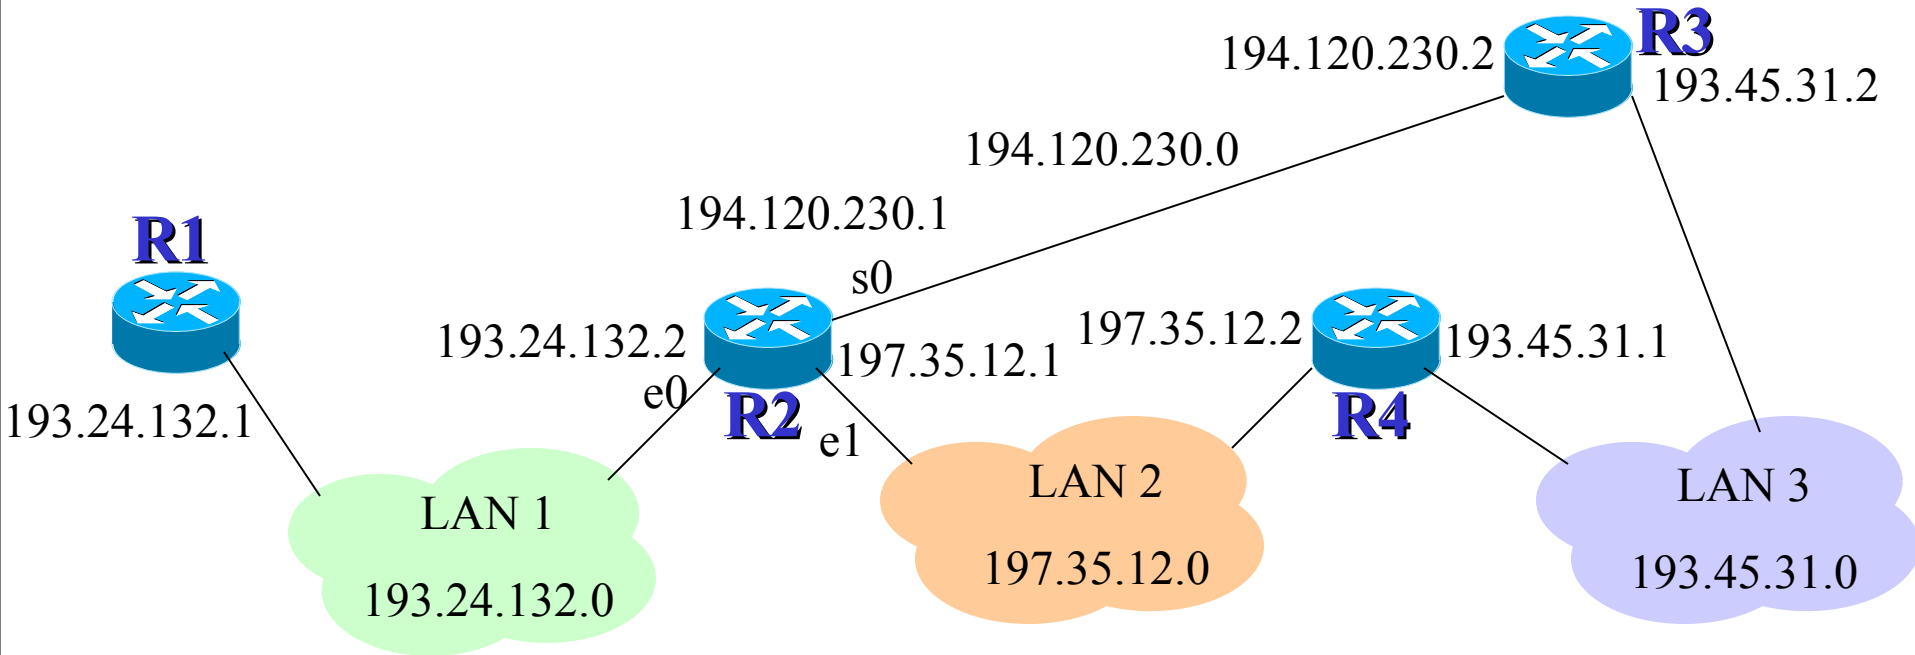 R3
194.120.230.2
193.45.31.2
194.120.230.0
194.120.230.1
R1
s0
193.24.132.2
197.35.12.1
197.35.12.2
193.45.31.1
e0
R2
R4
193.24.132.1
e1
LAN 1
193.24.132.0
LAN 2
197.35.12.0
LAN 3
193.45.31.0